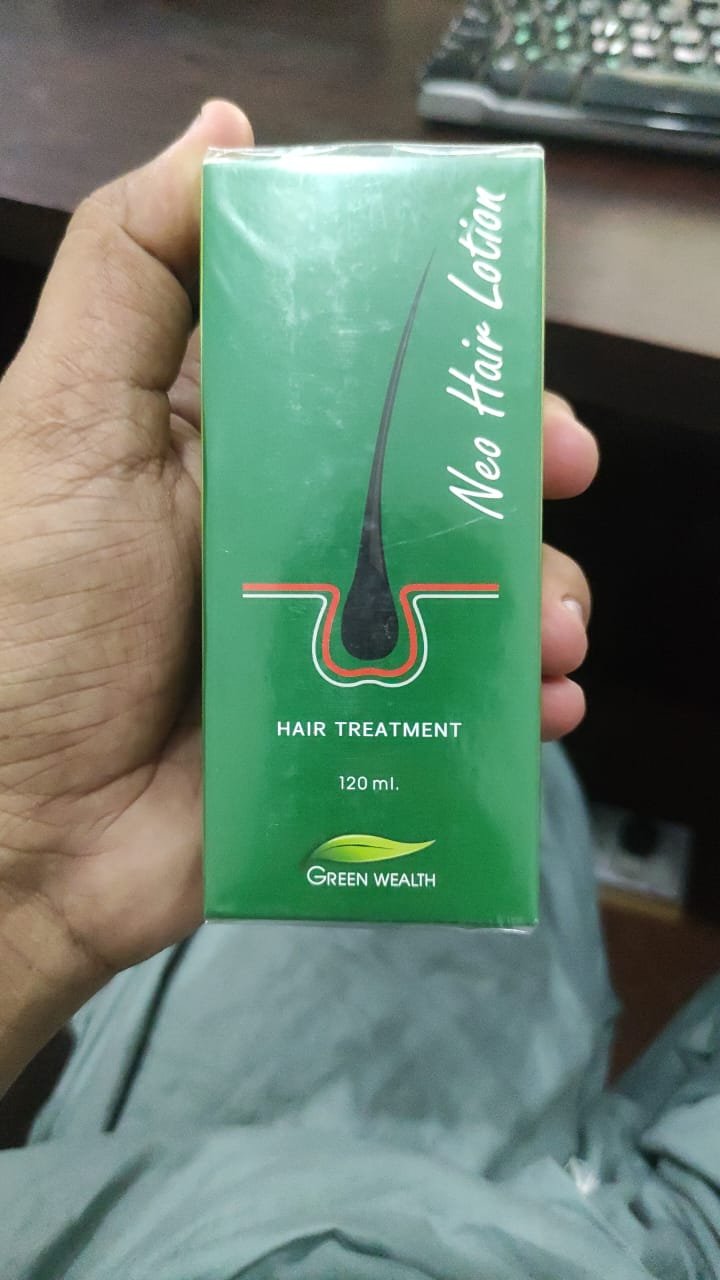 Neo Hair Lotion
HAIR TREATMENT
120 ml.
GREEN WEALTH